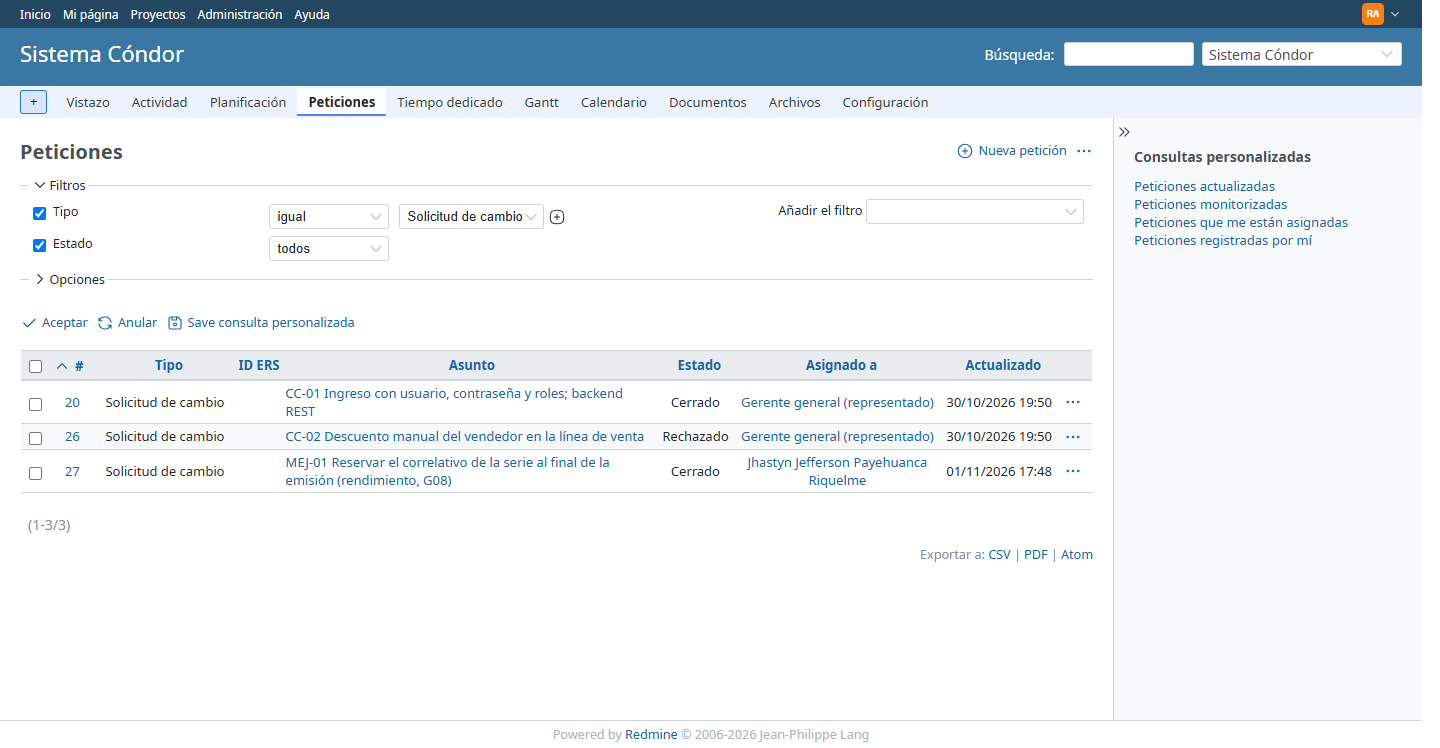 Inicio Mi página Proyectos Administración Ayuda RA
Sistema Cóndor Búsqueda: Sistema Cóndor
+ Vistazo Actividad Planificación Peticiones Tiempo dedicado Gantt Calendario Documentos Archivos Configuración
Peticiones
Nueva petición ...
Filtros
Tipo igual Solicitud de cambio Añadir el filtro
Estado todos
Opciones
Aceptar Anular Save consulta personalizada
# Tipo ID ERS Asunto Estado Asignado a Actualizado
20 Solicitud de cambio CC-01 Ingreso con usuario, contraseña y roles; backend
REST Cerrado Gerente general (representado) 30/10/2026 19:50 ...
26 Solicitud de cambio CC-02 Descuento manual del vendedor en la línea de venta Rechazado Gerente general (representado) 30/10/2026 19:50 ...
27 Solicitud de cambio MEJ-01 Reservar el correlativo de la serie al final de la
emisión (rendimiento, G08) Cerrado Jhastyn Jefferson Payehuanca
Riquelme 01/11/2026 17:48 ...
(1-3/3)
Exportar a: CSV | PDF | Atom
Consultas personalizadas
Peticiones actualizadas
Peticiones monitorizadas
Peticiones que me están asignadas
Peticiones registradas por mí
Powered by Redmine © 2006-2026 Jean-Philippe Lang